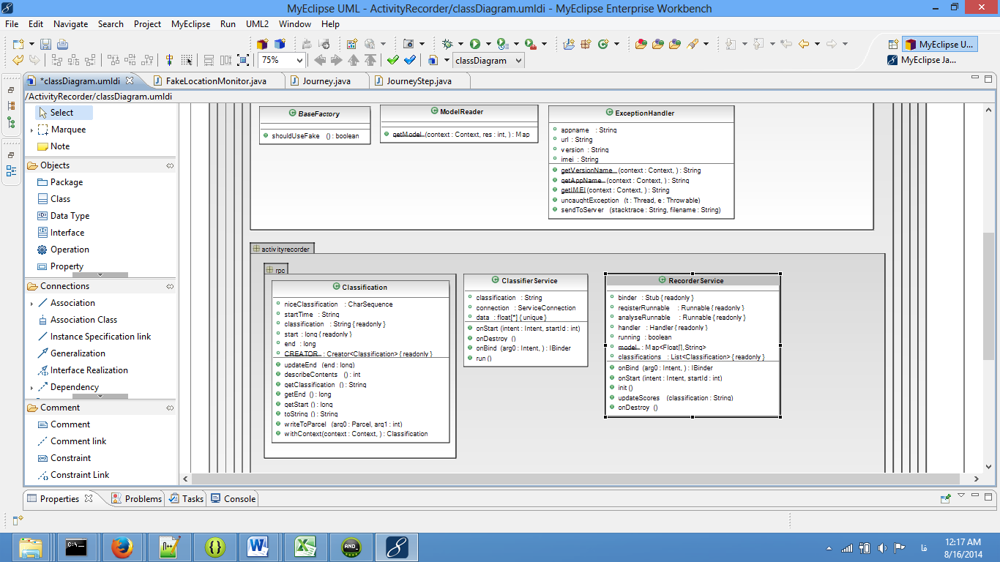 MyEclipse UML - ActivityRecorder/classDiagram.umldi - MyEclipse Enterprise Workbench
File Edit Navigate Search Project MyEclipse Run UML2 Window Help
MyEclipse U...
75% classDiagram
MyEclipse Ja...
*classDiagram.umldi FakeLocationMonitor.java Journey.java JourneyStep.java
/ActivityRecorder/classDiagram.umldi
Select
Marquee
Note
Objects
Package
Class
Data Type
Interface
Operation
Property
Connections
Association
Association Class
Instance Specification link
Generalization
Interface Realization
Dependency
Comment
Comment
Comment link
Constraint
Constraint Link
BaseFactory
shouldUseFake () : boolean
ModelReader
getModel (context : Context, res : int, ) : Map
ExceptionHandler
appname : String
url : String
version : String
imei : String
getVersionName (context : Context, ) : String
getAppName (context : Context, ) : String
getIMEI (context : Context, ) : String
uncaughtException (t : Thread, e : Throwable)
sendToServer (stacktrace : String, filename : String)
activityrecorder
rpc
Classification
niceClassification : CharSequence
startTime : String
classification : String { readonly }
start : long { readonly }
end : long
CREATOR : Creator<Classification> { readonly }
updateEnd (end : long)
describeContents () : int
getClassification () : String
getEnd () : long
getStart () : long
toString () : String
writeToParcel (arg0 : Parcel, arg1 : int)
withContext(context : Context, ) : Classification
ClassifierService
classification : String
connection : ServiceConnection
data : float[*] { unique }
onStart (intent : Intent, startId : int)
onDestroy ()
onBind (arg0 : Intent, ) : IBinder
run ()
RecorderService
binder : Stub { readonly }
registerRunnable : Runnable { readonly }
analyseRunnable : Runnable { readonly }
handler : Handler { readonly }
running : boolean
model : Map<Float[],String>
classifications : List<Classification> { readonly }
onBind (arg0 : Intent, ) : IBinder
onStart (intent : Intent, startId : int)
init ()
updateScores (classification : String)
onDestroy ()
Properties Problems Tasks Console
C:\
n++
{}
W
X
AND_
فا
12:17 AM
8/16/2014